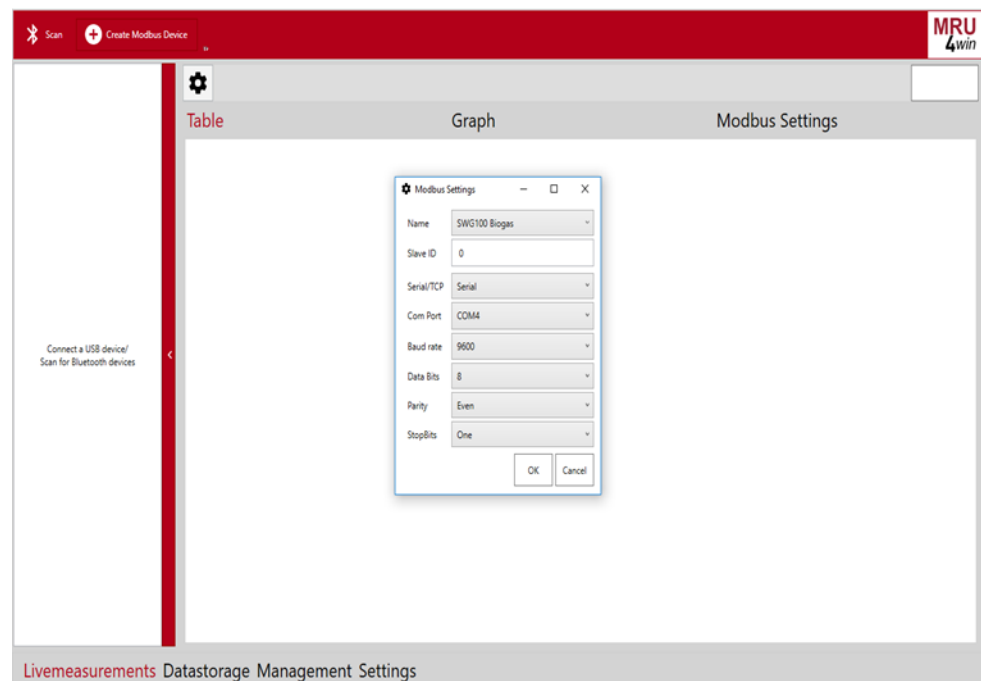 Scan
Create Modbus Device
MRU
4win
Table
Graph
Modbus Settings
Modbus Settings
Name
SWG100 Biogas
Slave ID
0
Serial/TCP
Serial
Com Port
COM4
Baud rate
9600
Data Bits
8
Parity
Even
StopBits
One
OK
Cancel
Connect a USB device/
Scan for Bluetooth devices
Livemeasurements Datastorage Management Settings